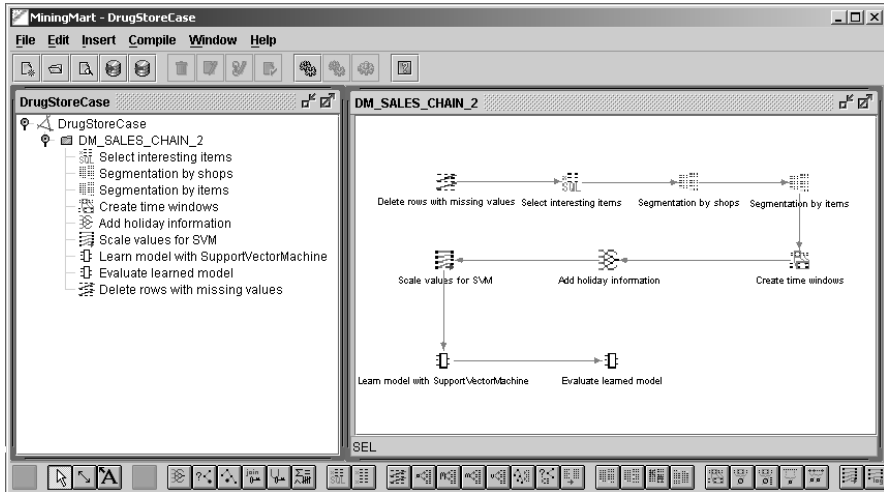 MiningMart - DrugStoreCase
File Edit Insert Compile Window Help
DrugStoreCase
DrugStoreCase
DM_SALES_CHAIN_2
Select interesting items
Segmentation by shops
Segmentation by items
Create time windows
Add holiday information
Scale values for SVM
Learn model with SupportVectorMachine
Evaluate learned model
Delete rows with missing values
DM_SALES_CHAIN_2
SQL
Delete rows with missing values Select interesting items Segmentation by shops Segmentation by items
Scale values for SVM Add holiday information Create time windows
Learn model with SupportVectorMachine Evaluate learned model
SEL
A join